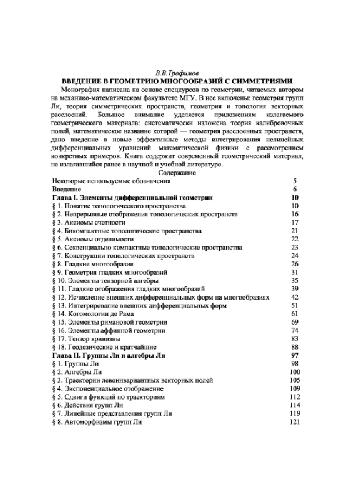 В.В.Трофимов
ВВЕДЕНИЕ В ГЕОМЕТРИЮ МНОГООБРАЗИЙ С СИММЕТРИЯМИ
Монография написана на основе спецкурсов по геометрии, читаемых автором
на механико-математическом факультете МГУ. В нее включены: геометрия групп
Ли, теория симметрических пространств, геометрия и топология векторных
расслоений. Большое внимание уделяется приложениям излагаемого
геометрического материала: систематически изложена теория калибровочных
полей, математическое название которой — геометрия расслоенных пространств,
дано введение в новые эффективные методы интегрирования нелинейных
дифференциальных уравнений математической физики с рассмотрением
конкретных примеров. Книга содержит современный геометрический материал,
не излагавшийся ранее в научной и учебной литературе.
Содержание
Некоторые используемые обозначения 5
Введение 6
Глава I. Элементы дифференциальной геометрии 10
§ 1. Понятие топологического пространства 10
§ 2. Непрерывные отображения топологических пространств 16
§ 3. Аксиомы счетности 17
§ 4. Бикомпактные топологические пространства 21
§ 5. Аксиомы отделимости 22
§ 6. Секвенциально компактные топологические пространства 23
§ 7. Конструкции топологических пространств 24
§ 8. Гладкие многообразия 26
§ 9. Геометрия гладких многообразий 31
§ 10. Элементы тензорной алгебры 35
§ 11. Гладкие отображения гладких многообразий 39
§ 12. Исчисление внешних дифференциальных форм на многообразиях 42
§ 13. Интегрирование внешних дифференциальных форм 51
§ 14. Когомологии де Рама 61
§ 15. Элементы римановой геометрии 69
§ 16. Элементы аффинной геометрии 74
§ 17. Тензор кривизны 83
§ 18. Геодезические и кратчайшие 88
Глава II. Группы Ли и алгебры Ли 97
§ 1. Группы Ли 98
§ 2. Алгебры Ли 100
§ 3. Траектории левоинвариантных векторных полей 105
§ 4. Экспоненциальное отображение 109
§ 5. Сдвиги функций по траекториям 112
§ 6. Действия групп Ли 114
§ 7. Линейные представления групп Ли 119
§ 8. Автоморфизмы групп Ли 121